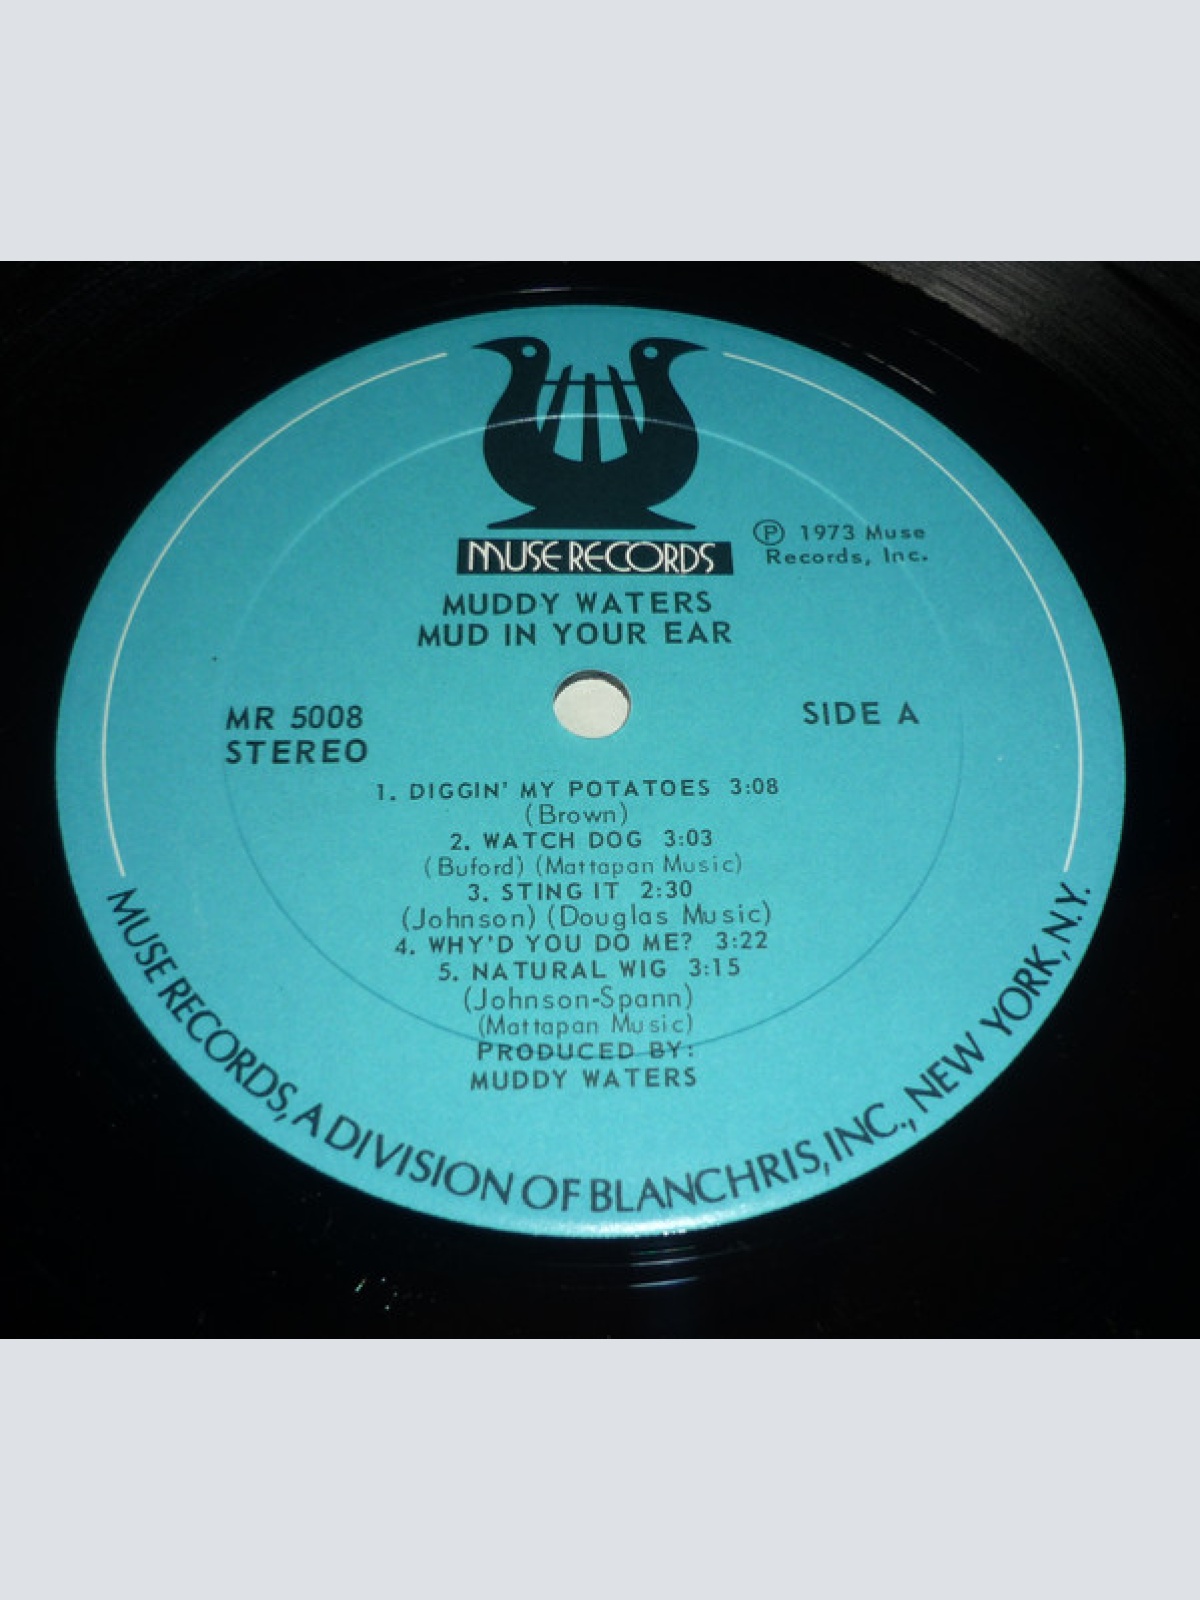 MUSE RECORDS
Ⓟ 1973 Muse
Records, Inc.
MUDDY WATERS
MUD IN YOUR EAR
MR 5008
STEREO
SIDE A
1. DIGGIN' MY POTATOES 3:08
(Brown)
2. WATCH DOG 3:03
(Buford) (Mattapan Music)
3. STING IT 2:30
(Johnson) (Douglas Music)
4. WHY'D YOU DO ME? 3:22
5. NATURAL WIG 3:15
(Johnson-Spann)
(Mattapan Music)
PRODUCED BY:
MUDDY WATERS
MUSE RECORDS, A DIVISION OF BLANCHRIS, INC., NEW YORK, N.Y.